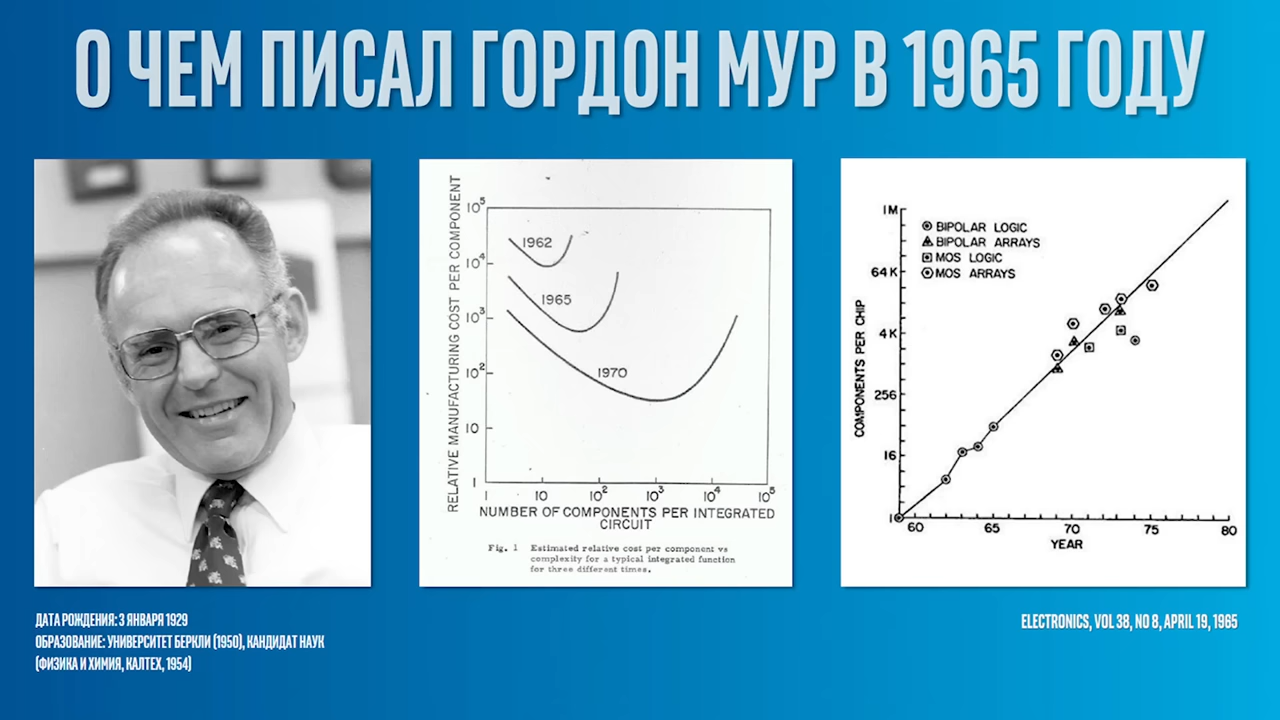 О ЧЕМ ПИСАЛ ГОРДОН МУР В 1965 ГОДУ
RELATIVE MANUFACTURING COST PER COMPONENT
10⁵
10⁴
10³
10²
10
1
1962
1965
1970
1 10 10² 10³ 10⁴ 10⁵
NUMBER OF COMPONENTS PER INTEGRATED
CIRCUIT
Fig. 1 Estimated relative cost per component vs
complexity for a typical integrated function
for three different times.
COMPONENTS PER CHIP
1M
64K
4K
256
16
1
BIPOLAR LOGIC
BIPOLAR ARRAYS
MOS LOGIC
MOS ARRAYS
60 65 70 75 80
YEAR
ДАТА РОЖДЕНИЯ: 3 ЯНВАРЯ 1929
ОБРАЗОВАНИЕ: УНИВЕРСИТЕТ БЕРКЛИ (1950), КАНДИДАТ НАУК
(ФИЗИКА И ХИМИЯ, КАЛТЕХ, 1954)
ELECTRONICS, VOL 38, NO 8, APRIL 19, 1965